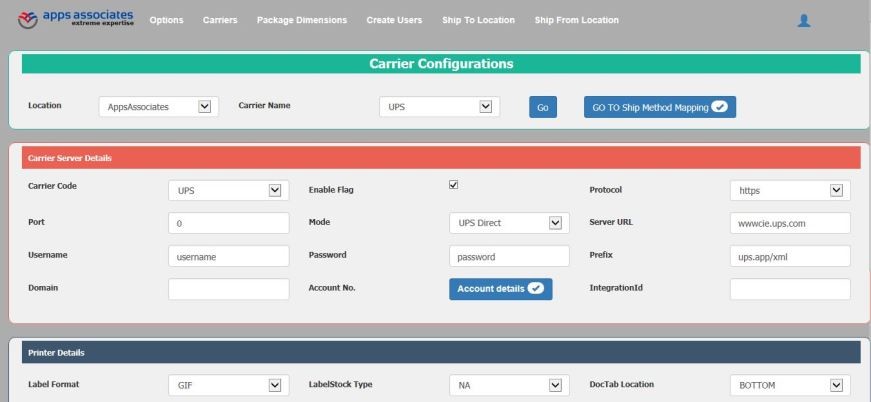 apps associates Options Carriers Package Dimensions Create Users Ship To Location Ship From Location
extreme expertise
Carrier Configurations
Location AppsAssociates Carrier Name UPS Go GO TO Ship Method Mapping
Carrier Server Details
Carrier Code UPS Enable Flag Protocol https
Port 0 Mode UPS Direct Server URL wwwcie.ups.com
Username username Password password Prefix ups.app/xml
Domain Account No. Account details IntegrationId
Printer Details
Label Format GIF LabelStock Type NA DocTab Location BOTTOM